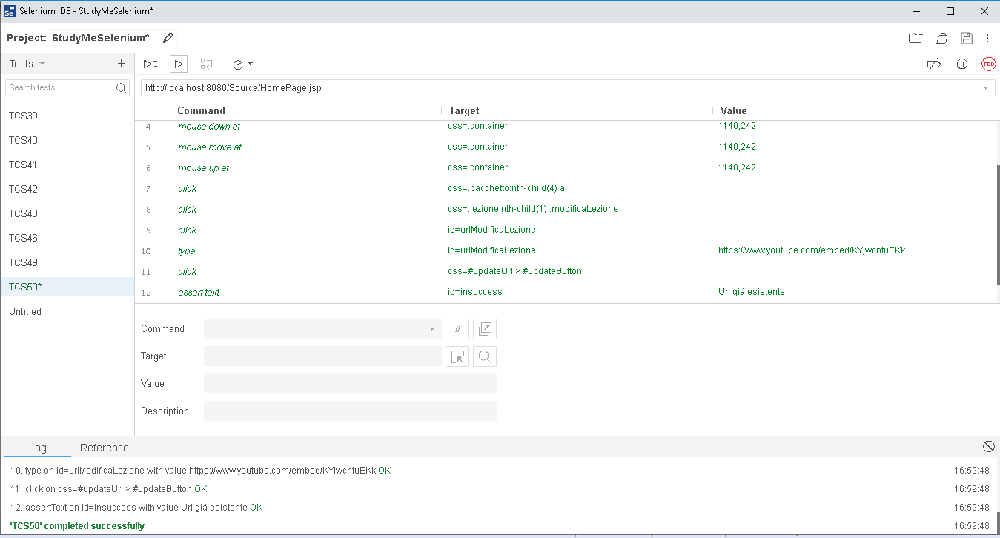 Selenium IDE - StudyMeSelenium*
Project: StudyMeSelenium*
Tests
Search tests...
TCS39
TCS40
TCS41
TCS42
TCS43
TCS46
TCS49
TCS50*
Untitled
REC
http://localhost:8080/Source/HomePage.jsp
Command Target Value
4 mouse down at css=.container 1140,242
5 mouse move at css=.container 1140,242
6 mouse up at css=.container 1140,242
7 click css=.pacchetto:nth-child(4) a
8 click css=.lezione:nth-child(1) .modificaLezione
9 click id=urlModificaLezione
10 type id=urlModificaLezione https://www.youtube.com/embed/KYjwcntuEKk
11 click css=#updateUrl > #updateButton
12 assert text id=insuccess Url già esistente
Command //
Target
Value
Description
Log Reference
10. type on id=urlModificaLezione with value https://www.youtube.com/embed/KYjwcntuEKk OK 16:59:48
11. click on css=#updateUrl > #updateButton OK 16:59:48
12. assertText on id=insuccess with value Url già esistente OK 16:59:48
'TCS50' completed successfully 16:59:48